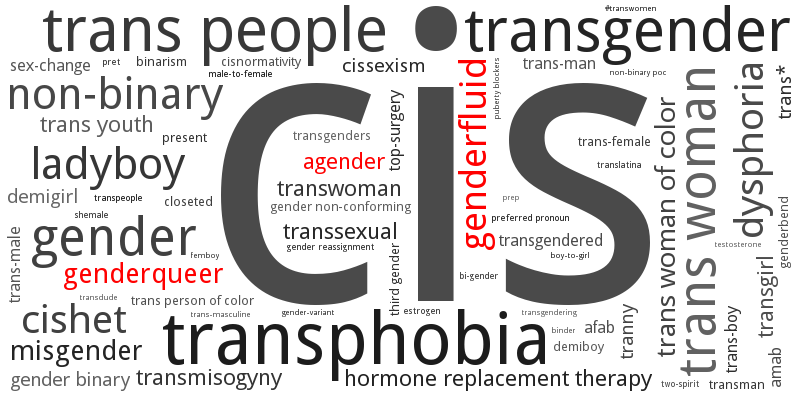 trans people
transgender
#transwomen
sex-change
pret
binarism
cisnormativity
male-to-female
cissexism
trans-man
non-binary poc
non-binary
trans youth
present
cis
transgenders
agender
top-surgery
genderfluid
puberty blockers
trans-female
translatina
trans woman of color
trans woman
dysphoria
trans*
ladyboy
demigirl
transpeople
closeted
shemale
transwoman
gender non-conforming
prep
preferred pronoun
transsexual
gender reassignment
third gender
transgendered
boy-to-girl
bi-gender
trans-male
gender
femboy
genderqueer
transdude
trans person of color
trans-masculine
gender-variant
estrogen
transgendering
binder
afab
demiboy
tranny
testosterone
genderbend
transgirl
trans-boy
cishet
misgender
transphobia
gender binary
transmisogyny
hormone replacement therapy
two-spirit
transman
amab